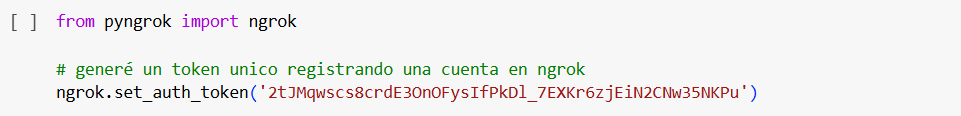 [ ] from pyngrok import ngrok
# generé un token unico registrando una cuenta en ngrok
ngrok.set_auth_token('2tJMqwscs8crdE3OnOFysIfPkDl_7EXKr6zjEiN2CNw35NKPu')